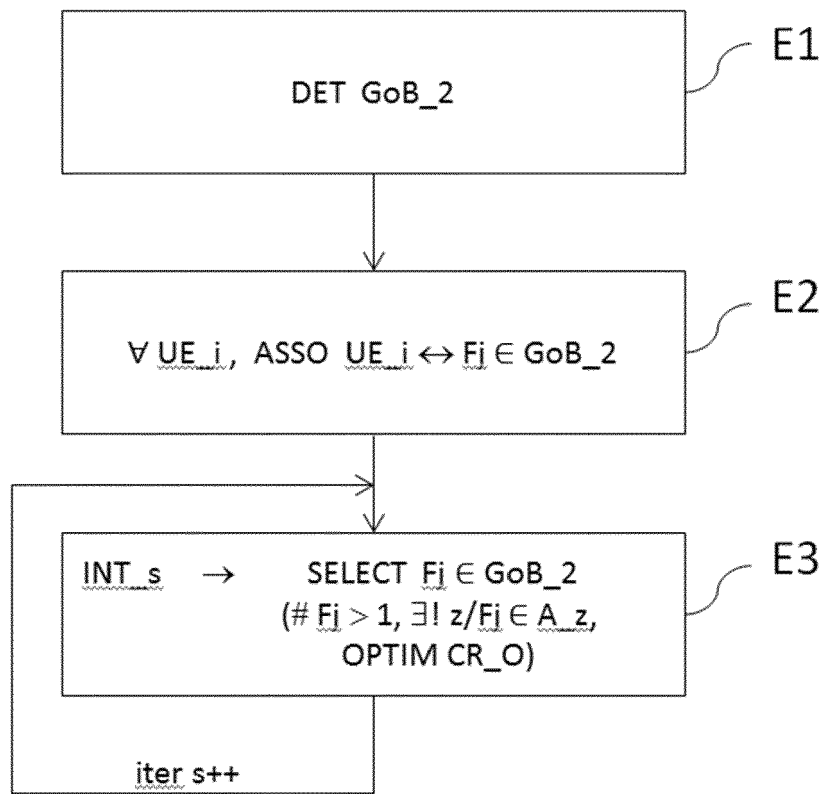 DET GoB_2
E1
∀ UE_i , ASSO UE_i ↔ Fj ∈ GoB_2
E2
INT_s → SELECT Fj ∈ GoB_2
(# Fj > 1, ∃! z/Fj ∈ A_z,
OPTIM CR_O)
E3
iter s++